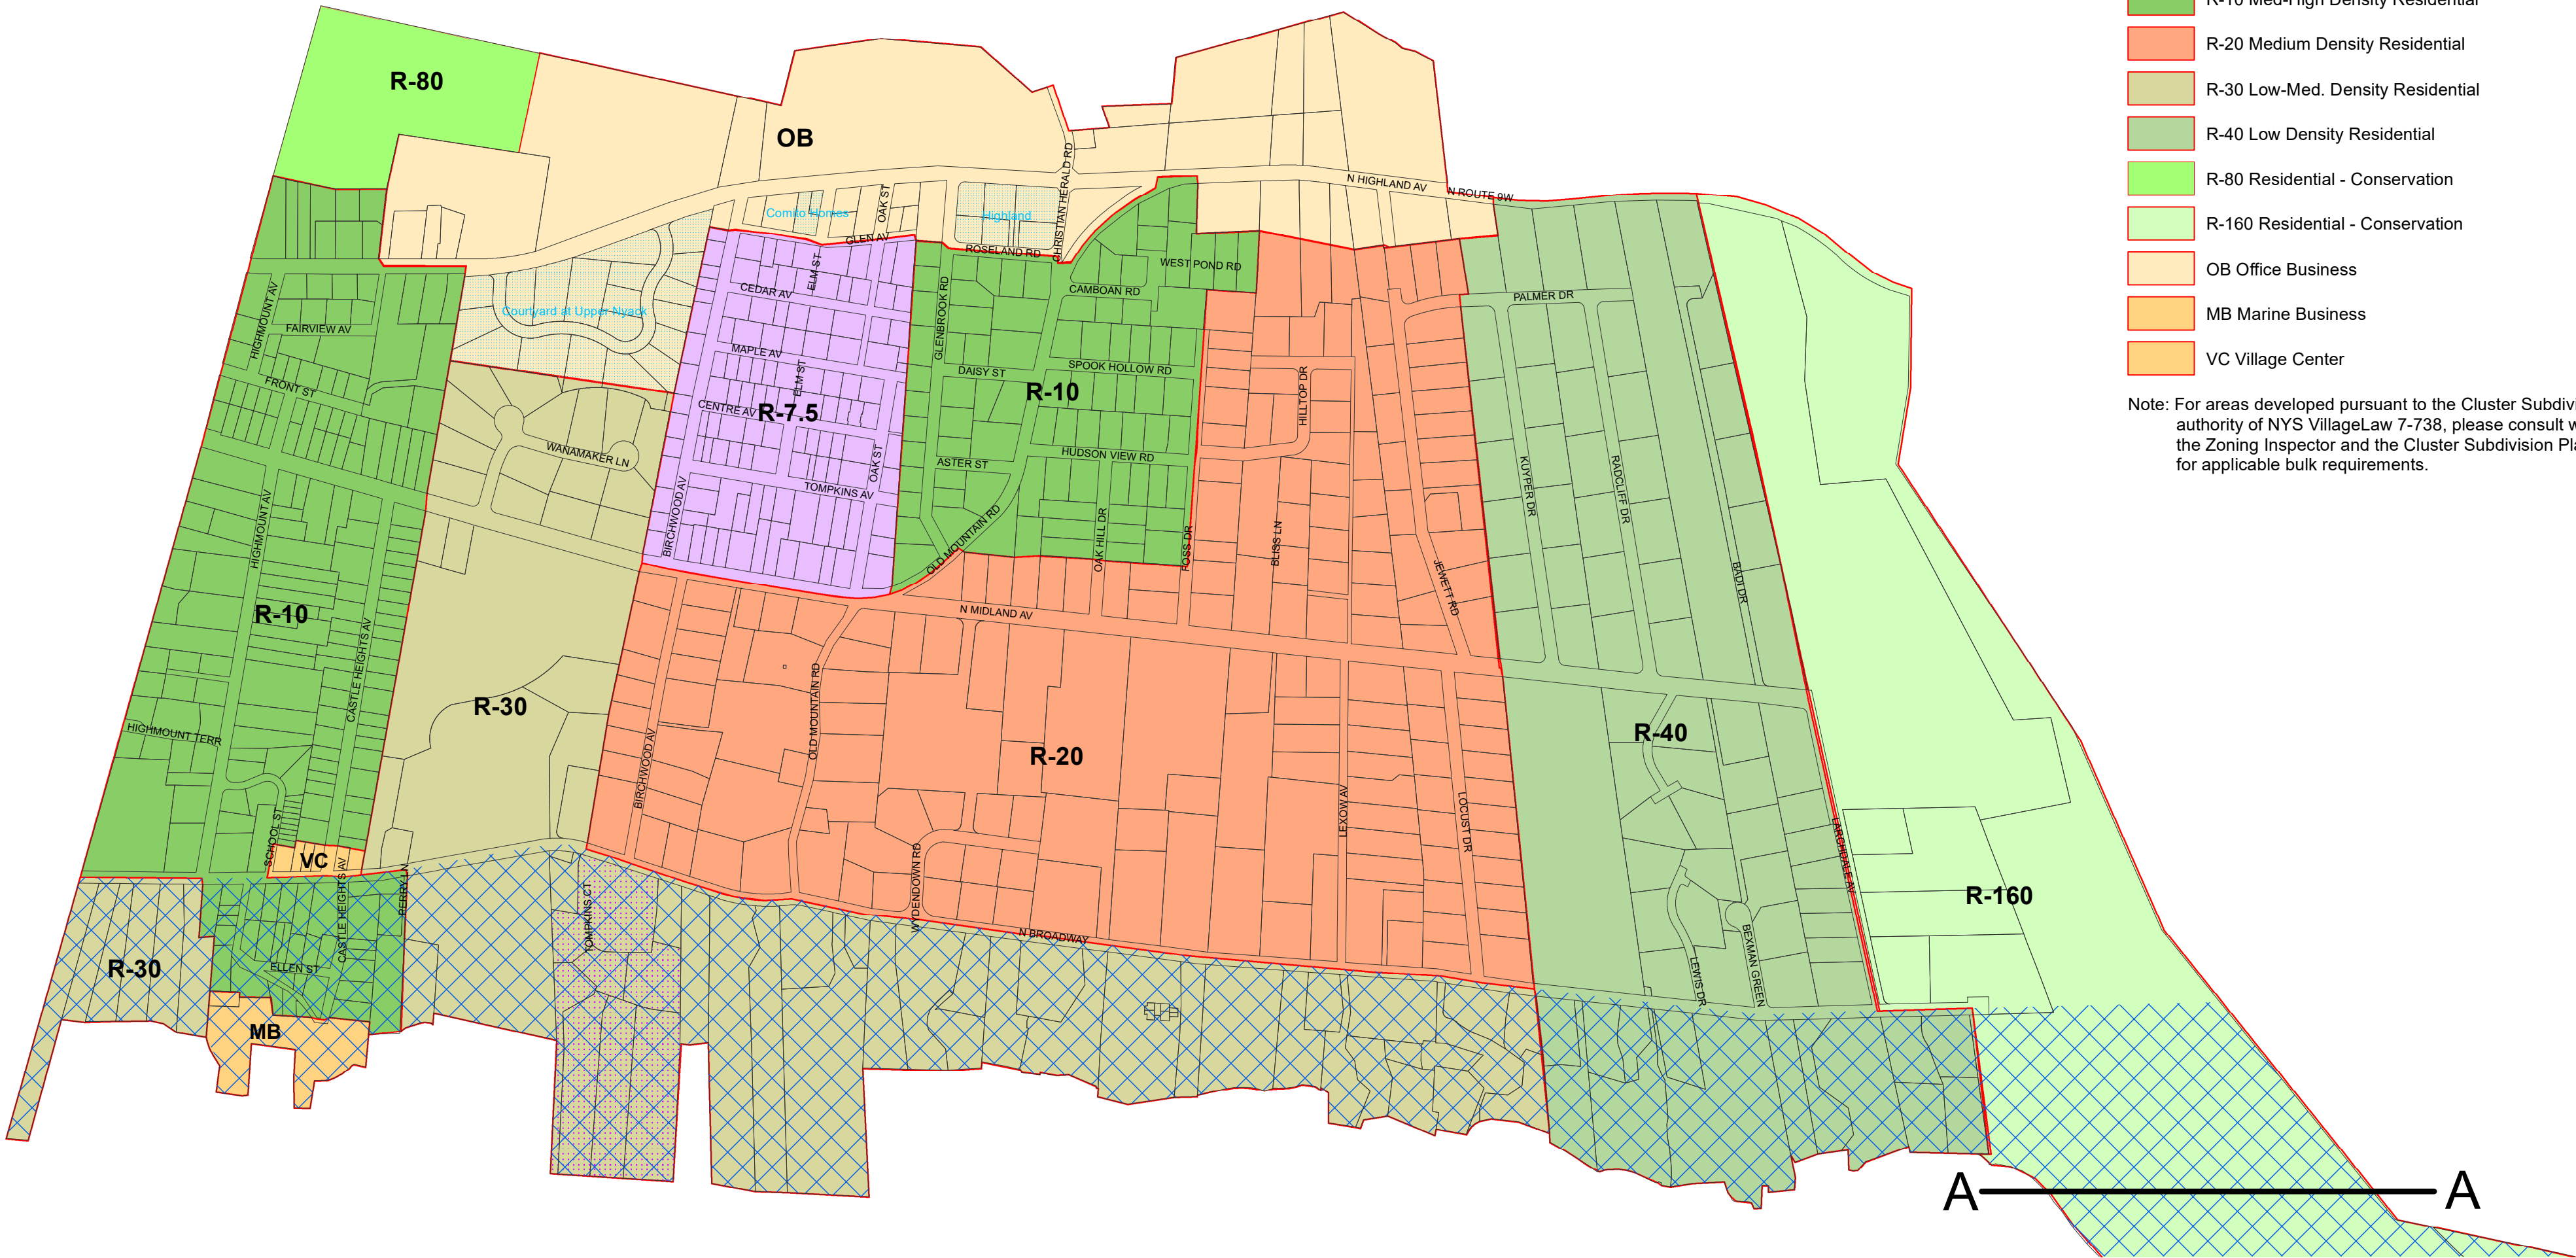 R-10 Med-High Density Residential
R-20 Medium Density Residential
R-30 Low-Med. Density Residential
R-40 Low Density Residential
R-80 Residential - Conservation
R-160 Residential - Conservation
OB Office Business
MB Marine Business
VC Village Center
Note: For areas developed pursuant to the Cluster
authority of NYS VillageLaw 7-738, please consult
the Zoning Inspector and the Cluster Subdivision
for applicable bulk requirements.
R-80
OB
CHRISTIAN HERALD RD
N HIGHLAND AV
N ROUTE 9W
Comito Homes
OAK ST
Highland
GLEN AV
ROSELAND RD
WEST POND RD
ELM ST
CEDAR AV
CAMBOAN RD
PALMER DR
HIGHMOUNT AV
Courtyard at Upper Nyack
GLENBROOK RD
FAIRVIEW AV
MAPLE AV
ELM ST
DAISY ST
SPOOK HOLLOW RD
FRONT ST
R-10
HILLTOP DR
CENTRE AV
R-7.5
WANAMAKER LN
OAK ST
ASTER ST
HUDSON VIEW RD
TOMPKINS AV
KUYPER DR
RADCLIFF DR
BIRCHWOOD AV
HIGHMOUNT AV
OLD MOUNTAIN RD
OAK HILL DR
FOSS DR
BLISS LN
JEWETT RD
BADI DR
R-10
N MIDLAND AV
CASTLE HEIGHTS AV
R-30
OLD MOUNTAIN RD
R-20
R-40
HIGHMOUNT TERR
BIRCHWOOD AV
LEXOW AV
LOCUST DR
SCHOOL ST
VC
LARCHDALE AV
R-160
CASTLE HEIGHTS AV
PERRY LN
TOMPKINS CT
WYDENDOWN RD
N BROADWAY
R-30
ELLEN ST
LEWIS DR
BEXMAN GREEN
MB
A A